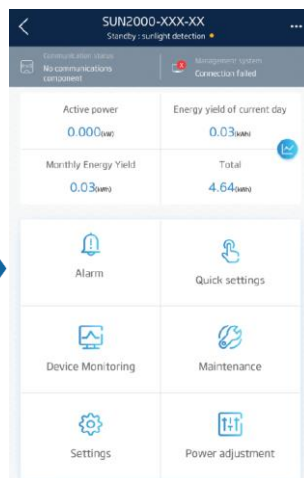 SUN2000-XXX-XX
Standby : sunlight detection
Communication status
No communications
component
Management system
Connection failed
Active power
0.000(kW)
Energy yield of current day
0.03(kWh)
Monthly Energy Yield
0.03(kWh)
Total
4.64(kWh)
Alarm
Quick settings
Device Monitoring
Maintenance
Settings
Power adjustment